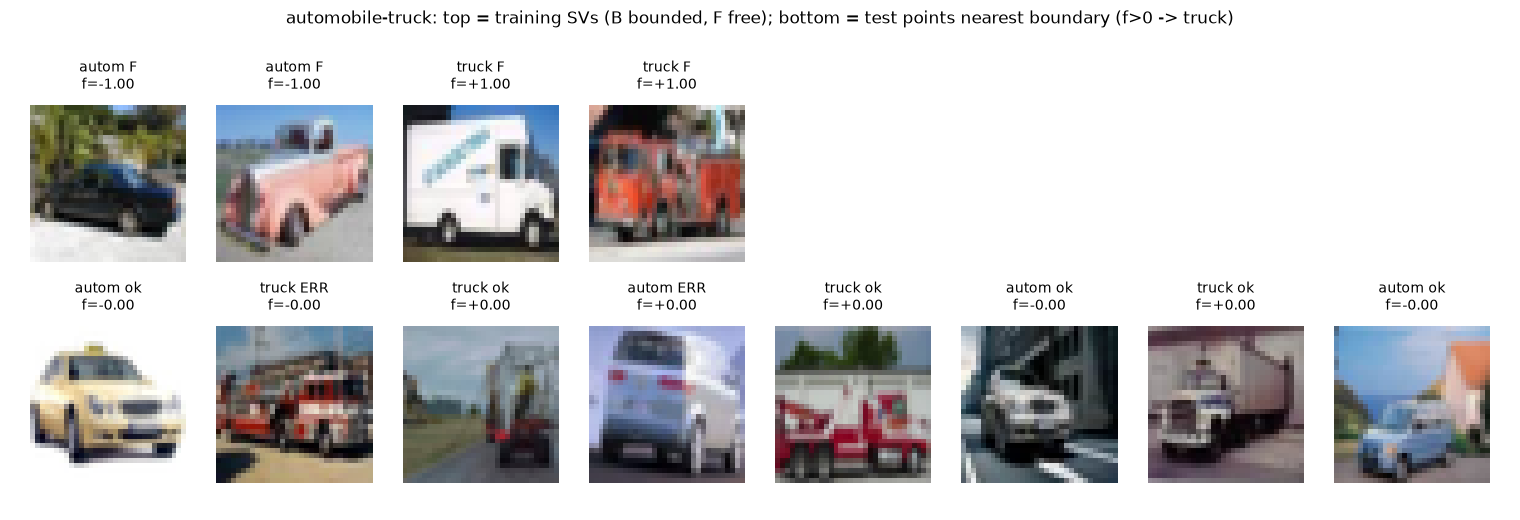 automobile-truck: top = training SVs (B bounded, F free); bottom = test points nearest boundary (f>0 -> truck)
autom F
f=-1.00
autom F
f=-1.00
truck F
f=+1.00
truck F
f=+1.00
autom ok
f=-0.00
truck ERR
f=-0.00
truck ok
f=+0.00
autom ERR
f=+0.00
truck ok
f=+0.00
autom ok
f=-0.00
truck ok
f=+0.00
autom ok
f=-0.00